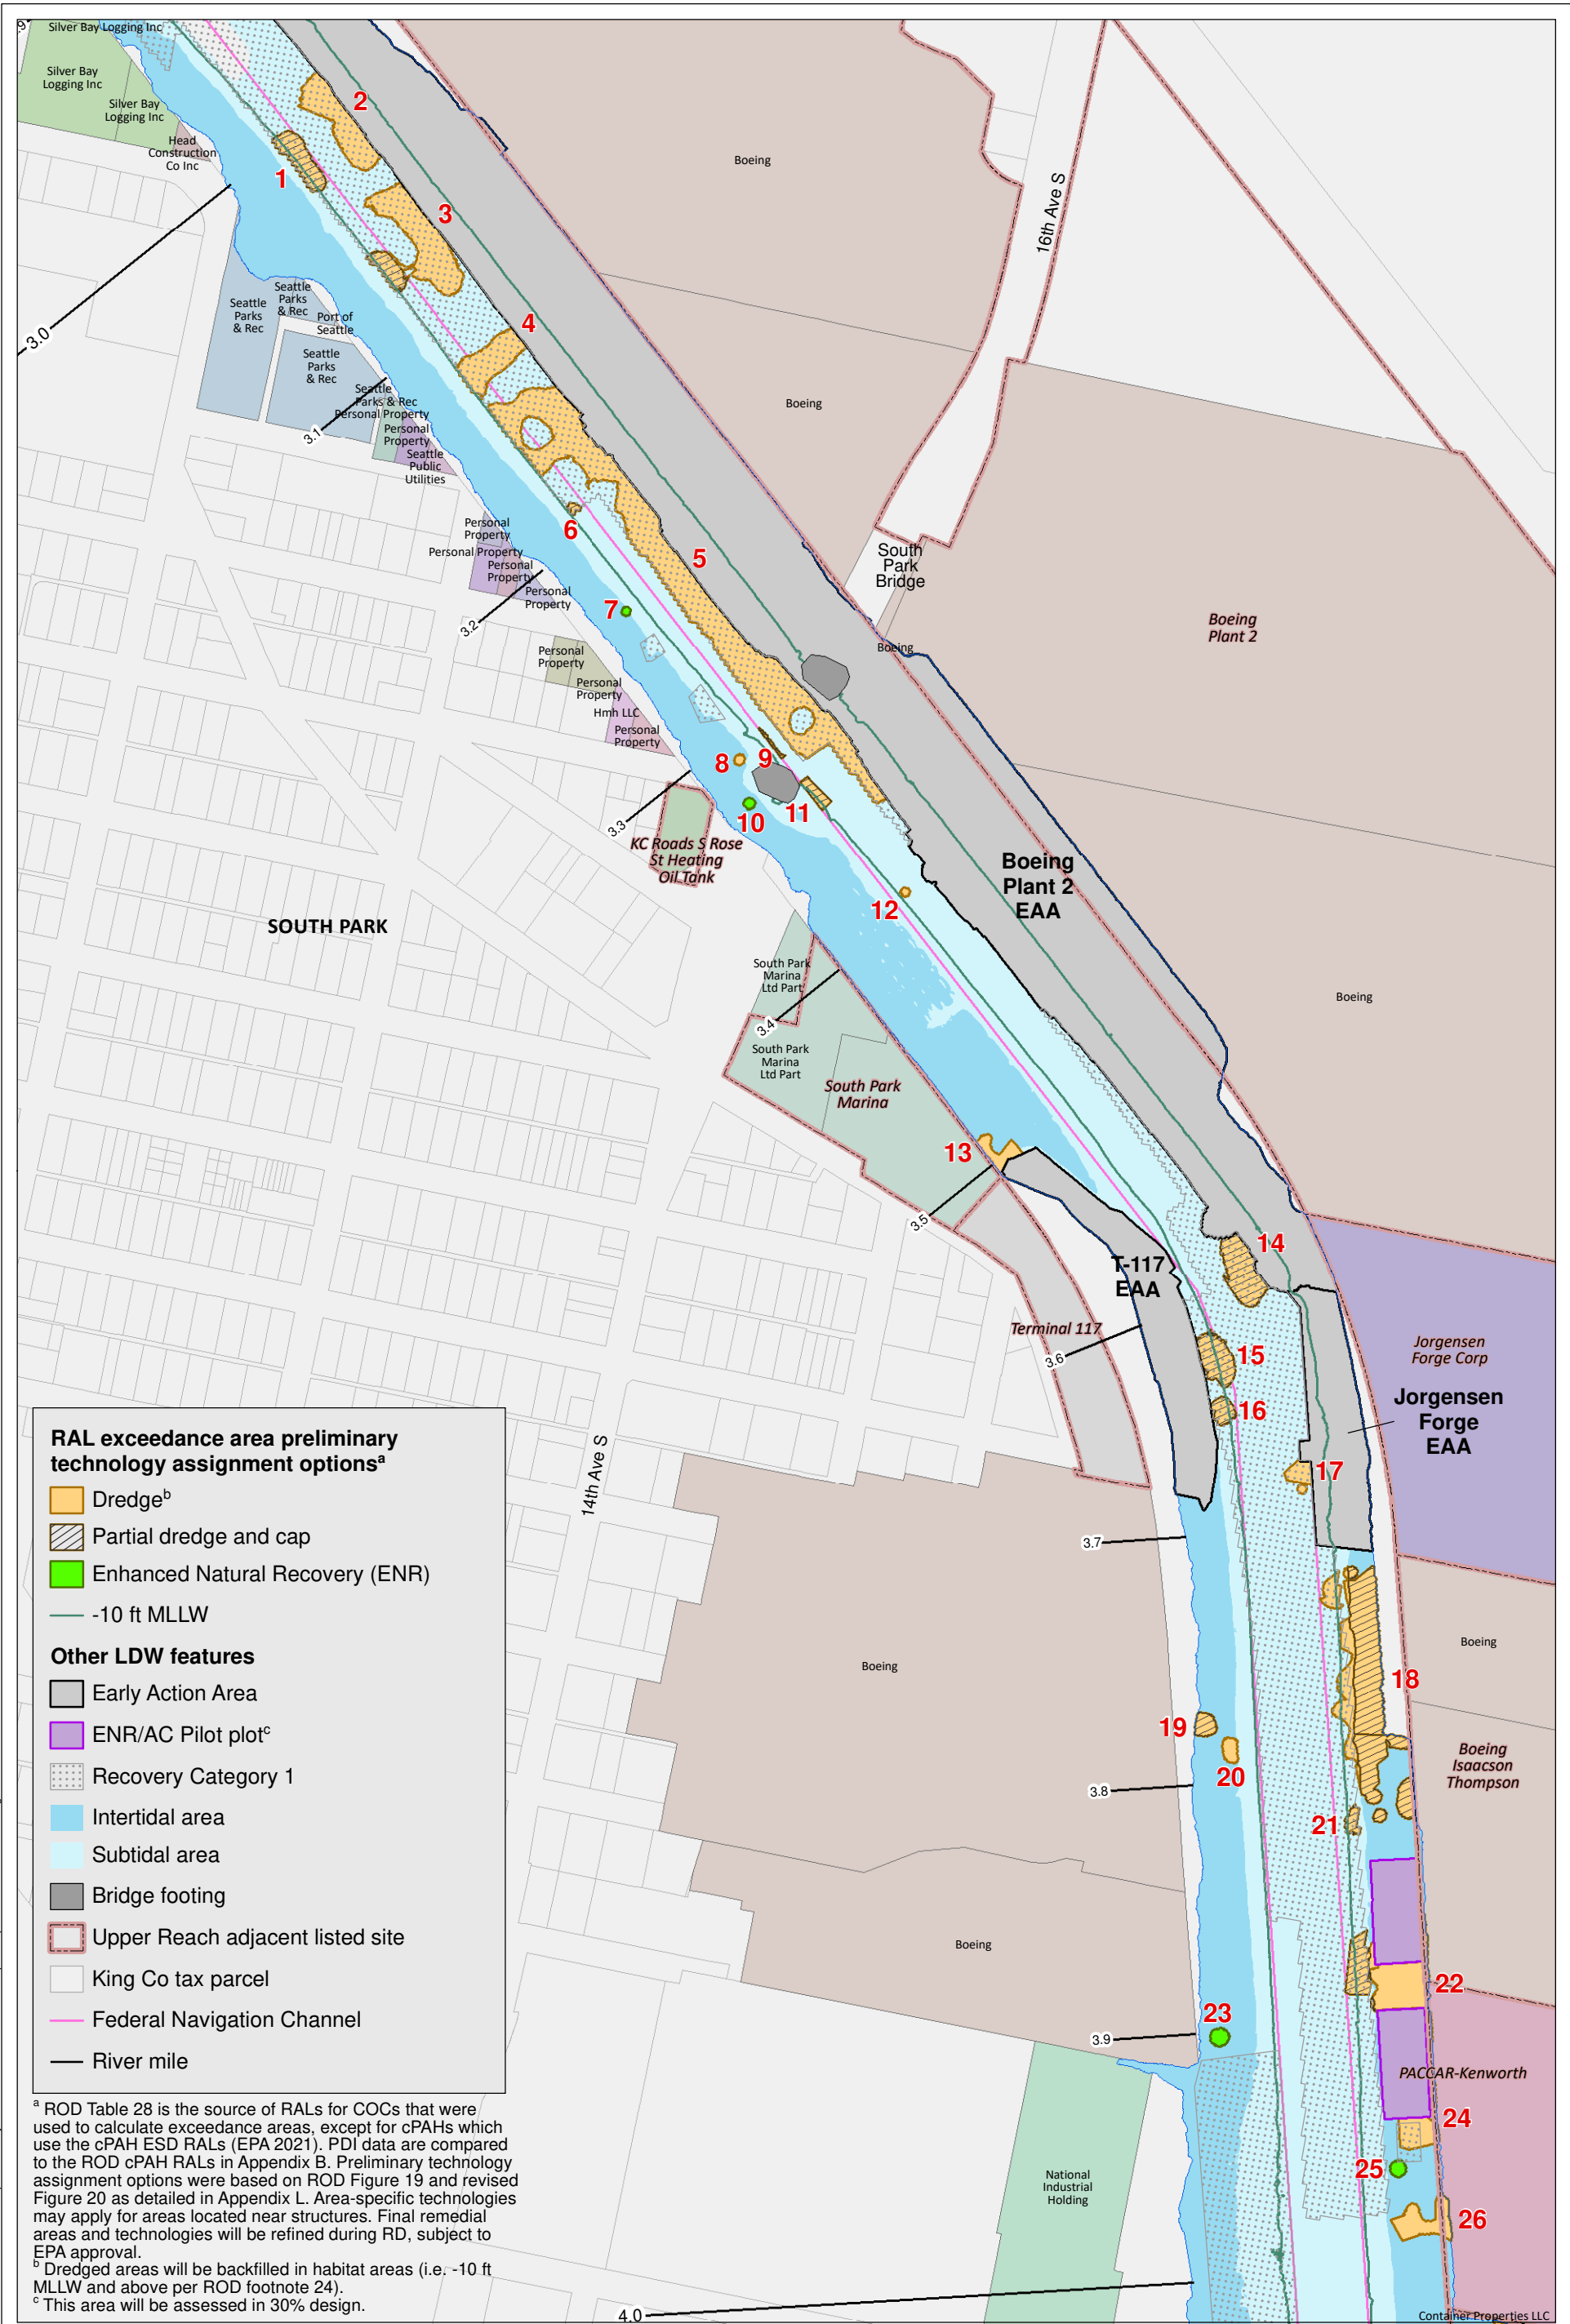 Silver Bay Logging Inc
Silver Bay
Logging Inc
Silver Bay
Logging Inc
Head
Construction
Co Inc
1
2
3
4
5
6
7
8
9
10
11
12
13
14
15
16
17
18
19
20
21
22
23
24
25
26
Boeing
16th Ave S
3.0
Seattle
Parks
& Rec
Seattle
Parks
& Rec
Port of
Seattle
Seattle
Parks
& Rec
Seattle
Parks & Rec
Personal Property
3.1
Personal
Property
Seattle
Public
Utilities
Boeing
Personal
Property
Personal Property
Personal
Property
Personal
Property
3.2
South
Park
Bridge
Boeing
Boeing
Plant 2
Personal
Property
Personal
Property
Hmh LLC
Personal
Property
3.3
KC Roads S Rose
St Heating
Oil Tank
Boeing
Plant 2
EAA
SOUTH PARK
South Park
Marina
Ltd Part
3.4
South Park
Marina
Ltd Part
South Park
Marina
Boeing
3.5
T-117
EAA
Terminal 117
3.6
Jorgensen
Forge Corp
Jorgensen
Forge
EAA
14th Ave S
3.7
Boeing
Boeing
Boeing
Isaacson
Thompson
3.8
Boeing
3.9
PACCAR-Kenworth
National
Industrial
Holding
4.0
Container Properties LLC
RAL exceedance area preliminary
technology assignment optionsa
Dredgeb
Partial dredge and cap
Enhanced Natural Recovery (ENR)
-10 ft MLLW
Other LDW features
Early Action Area
ENR/AC Pilot plotc
Recovery Category 1
Intertidal area
Subtidal area
Bridge footing
Upper Reach adjacent listed site
King Co tax parcel
Federal Navigation Channel
River mile
a ROD Table 28 is the source of RALs for COCs that were
used to calculate exceedance areas, except for cPAHs which
use the cPAH ESD RALs (EPA 2021). PDI data are compared
to the ROD cPAH RALs in Appendix B. Preliminary technology
assignment options were based on ROD Figure 19 and revised
Figure 20 as detailed in Appendix L. Area-specific technologies
may apply for areas located near structures. Final remedial
areas and technologies will be refined during RD, subject to
EPA approval.
b Dredged areas will be backfilled in habitat areas (i.e. -10 ft
MLLW and above per ROD footnote 24).
c This area will be assessed in 30% design.